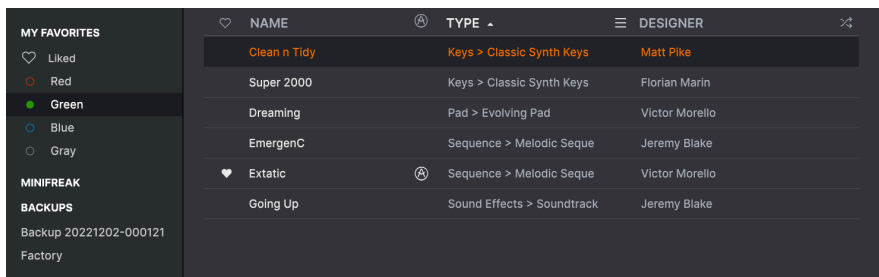 MY FAVORITES
Liked
Red
Green
Blue
Gray
MINIFREAK
BACKUPS
Backup 20221202-000121
Factory
NAME TYPE DESIGNER
Clean n Tidy Keys > Classic Synth Keys Matt Pike
Super 2000 Keys > Classic Synth Keys Florian Marin
Dreaming Pad > Evolving Pad Victor Morello
EmergenC Sequence > Melodic Seque Jeremy Blake
Extatic Sequence > Melodic Seque Victor Morello
Going Up Sound Effects > Soundtrack Jeremy Blake